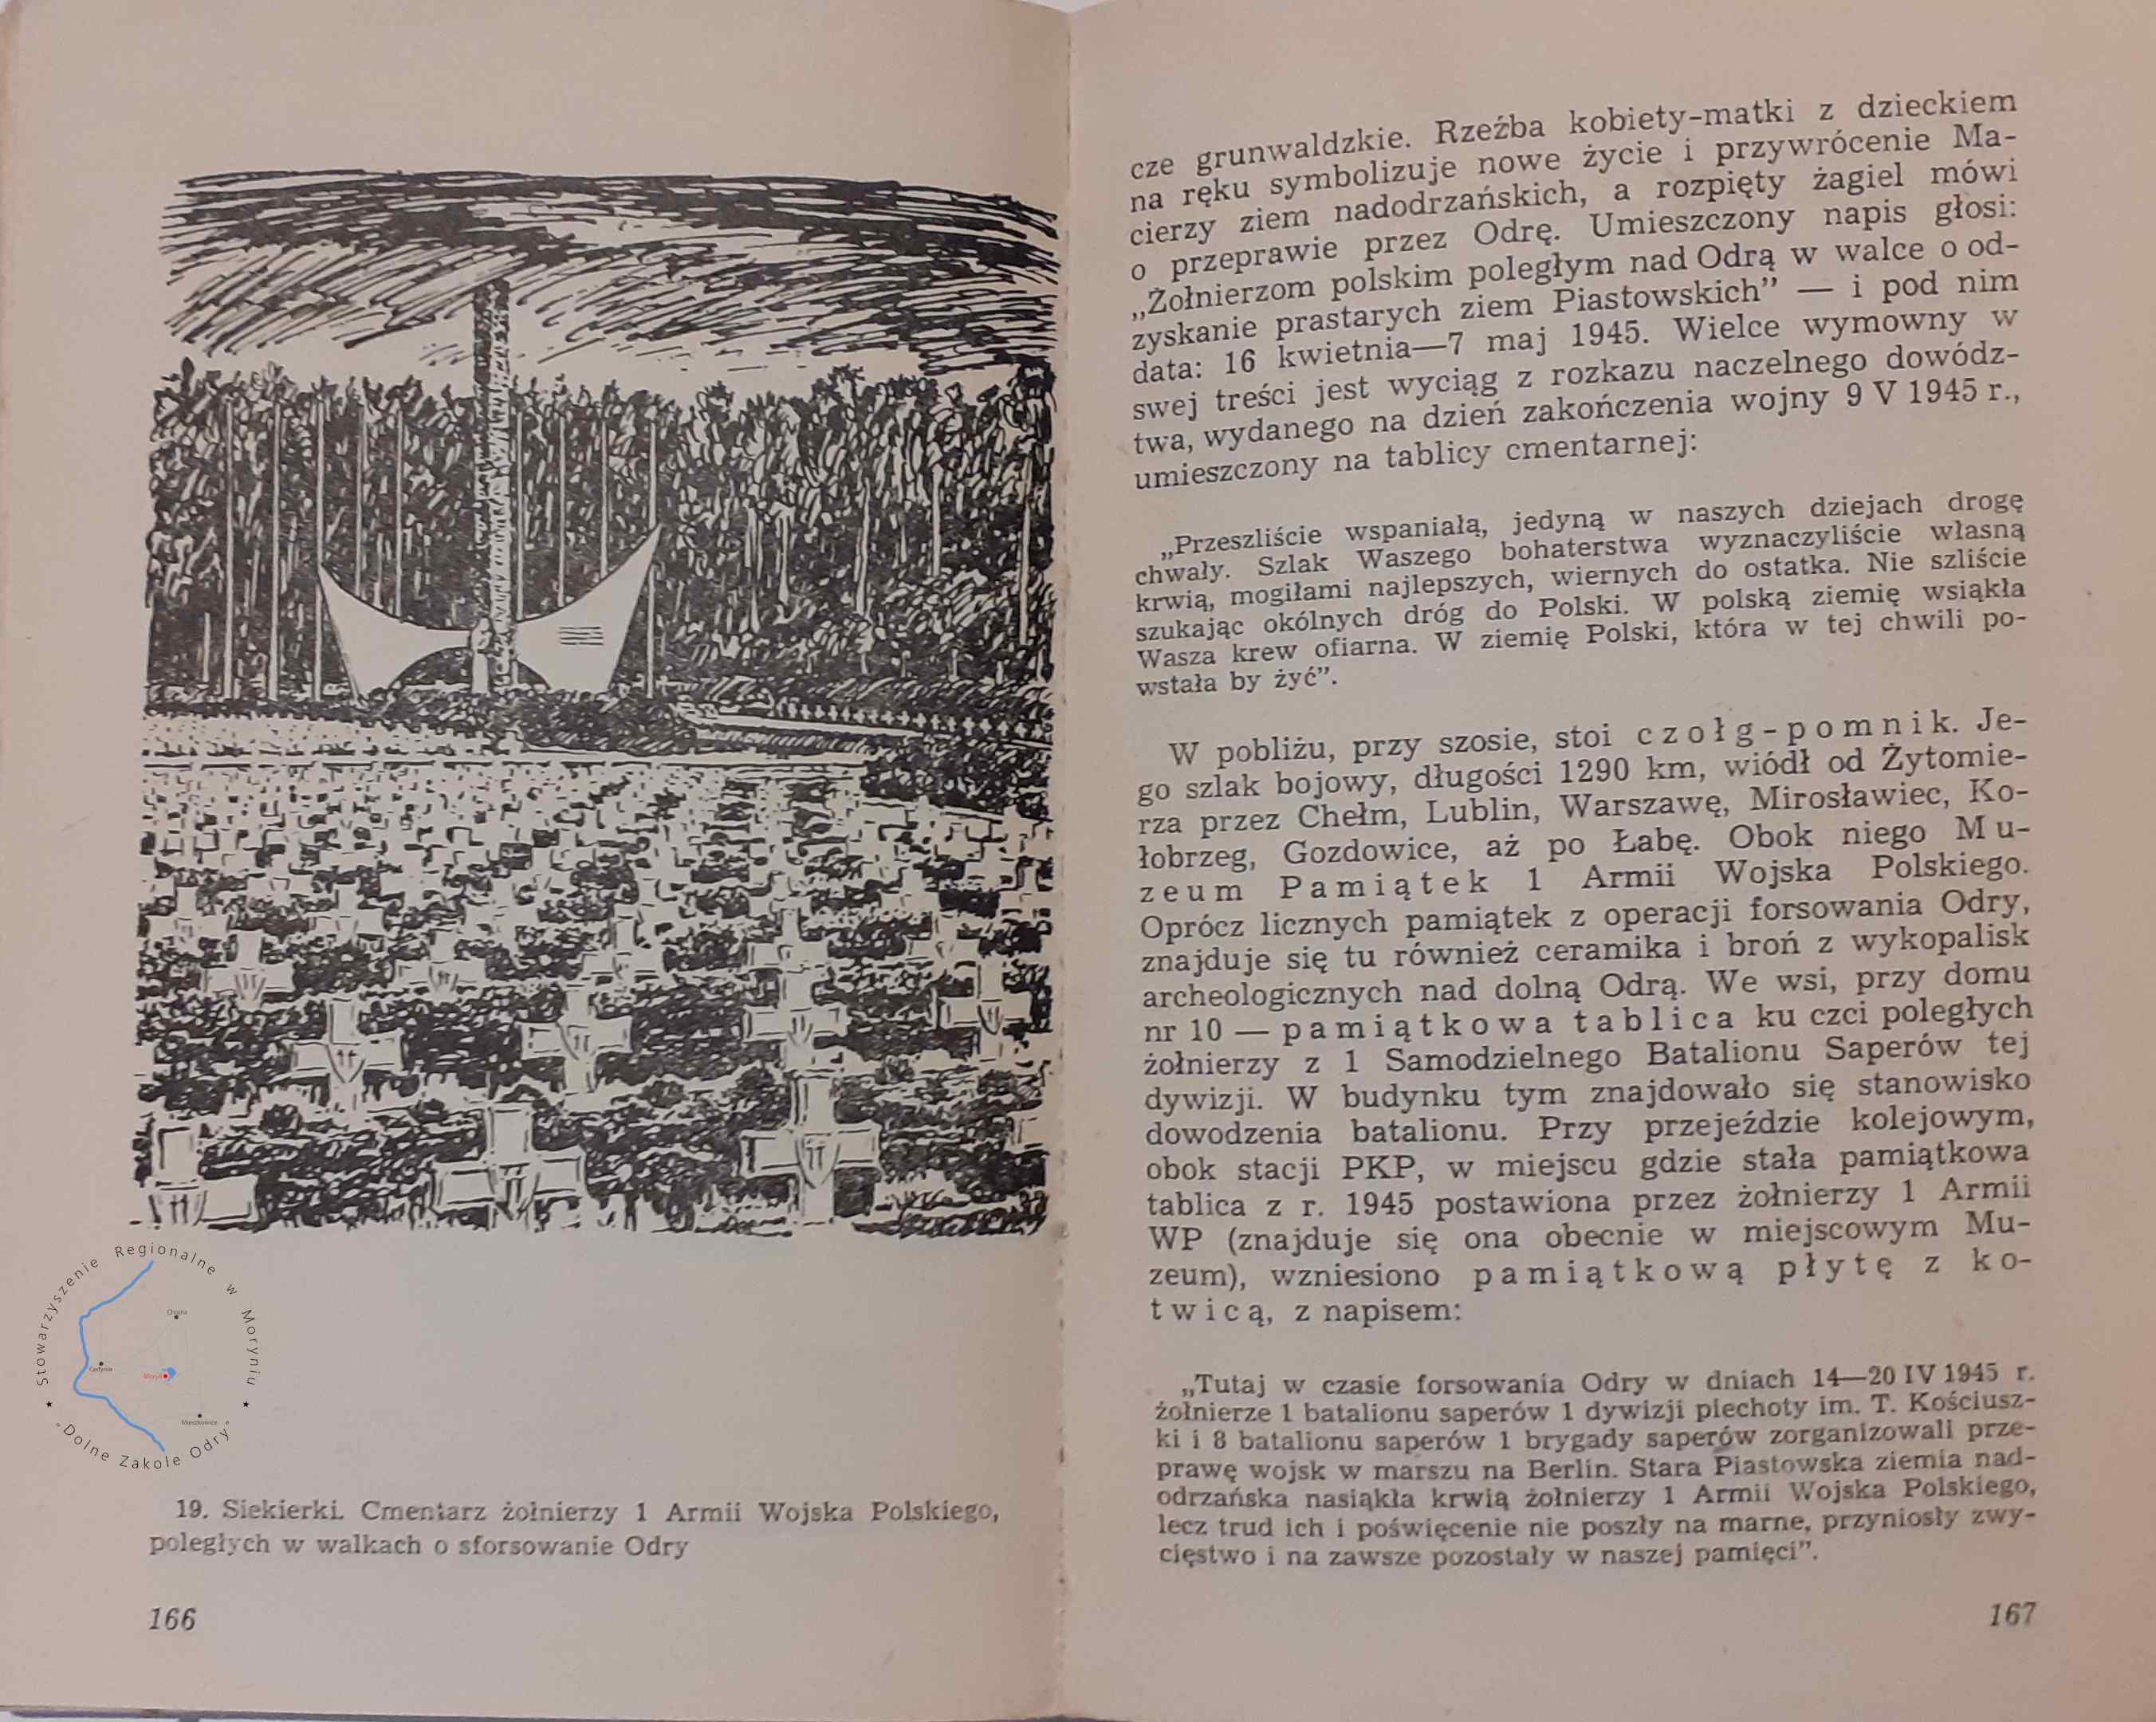 19. Siekierki. Cmentarz żołnierzy 1 Armii Wojska Polskiego,
poległych w walkach o sforsowanie Odry
166
Stowarzyszenie Regionalne w Moryniu
"Dolne Zakole Odry"
Chojna
Cedynia
Moryń
Mieszkowice
cze grunwaldzkie. Rzeźba kobiety-matki z dzieckiem
na ręku symbolizuje nowe życie i przywrócenie Ma-
cierzy ziem nadodrzańskich, a rozpięty żagiel mówi
o przeprawie przez Odrę. Umieszczony napis głosi:
„Żołnierzom polskim poległym nad Odrą w walce o od-
zyskanie prastarych ziem Piastowskich” — i pod nim
data: 16 kwietnia—7 maj 1945. Wielce wymowny w
swej treści jest wyciąg z rozkazu naczelnego dowódz-
twa, wydanego na dzień zakończenia wojny 9 V 1945 r.,
umieszczony na tablicy cmentarnej:
„Przeszliście wspaniałą, jedyną w naszych dziejach drogę
chwały. Szlak Waszego bohaterstwa wyznaczyliście własną
krwią, mogiłami najlepszych, wiernych do ostatka. Nie szliście
szukając okólnych dróg do Polski. W polską ziemię wsiąkła
Wasza krew ofiarna. W ziemię Polski, która w tej chwili po-
wstała by żyć”.
W pobliżu, przy szosie, stoi czołg-pomnik. Je-
go szlak bojowy, długości 1290 km, wiódł od Żytomie-
rza przez Chełm, Lublin, Warszawę, Mirosławiec, Ko-
łobrzeg, Gozdowice, aż po Łabę. Obok niego Mu-
zeum Pamiątek 1 Armii Wojska Polskiego.
Oprócz licznych pamiątek z operacji forsowania Odry,
znajduje się tu również ceramika i broń z wykopalisk
archeologicznych nad dolną Odrą. We wsi, przy domu
nr 10 — pamiątkowa tablica ku czci poległych
żołnierzy z 1 Samodzielnego Batalionu Saperów tej
dywizji. W budynku tym znajdowało się stanowisko
dowodzenia batalionu. Przy przejeździe kolejowym,
obok stacji PKP, w miejscu gdzie stała pamiątkowa
tablica z r. 1945 postawiona przez żołnierzy 1 Armii
WP (znajduje się ona obecnie w miejscowym Mu-
zeum), wzniesiono pamiątkową płytę z ko-
twicą, z napisem:
„Tutaj w czasie forsowania Odry w dniach 14—20 IV 1945 r.
żołnierze 1 batalionu saperów 1 dywizji piechoty im. T. Kościusz-
ki i 8 batalionu saperów 1 brygady saperów zorganizowali prze-
prawę wojsk w marszu na Berlin. Stara Piastowska ziemia nad-
odrzańska nasiąkła krwią żołnierzy 1 Armii Wojska Polskiego,
lecz trud ich i poświęcenie nie poszły na marne, przyniosły zwy-
cięstwo i na zawsze pozostały w naszej pamięci”.
167